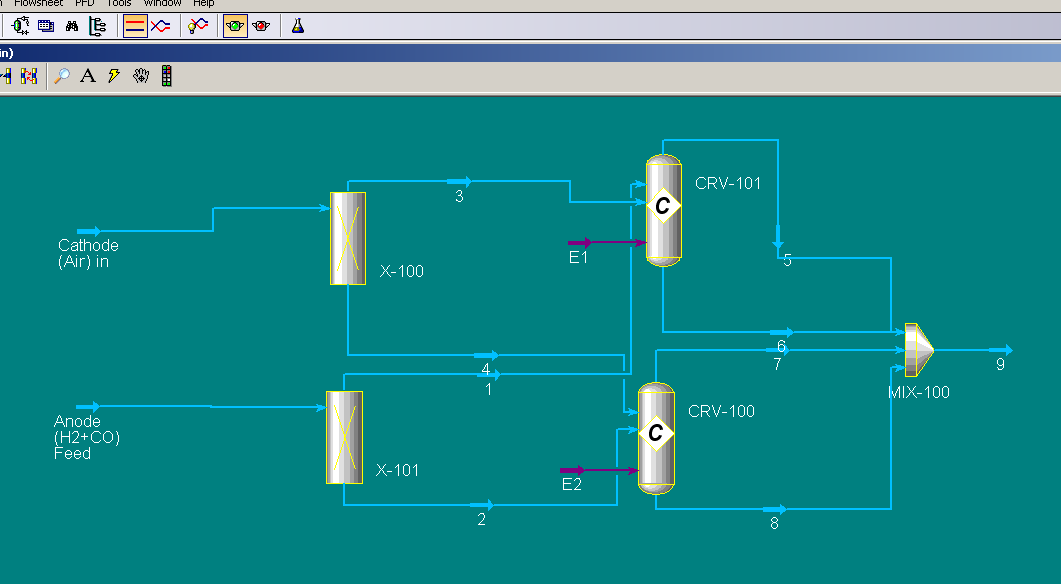 Flowsheet PFD Tools Window Help
in)
A
3
CRV-101
C
Cathode
(Air) in
E1
5
X-100
6
7
9
4
1
MIX-100
Anode
(H2+CO)
Feed
CRV-100
C
X-101
E2
2
8